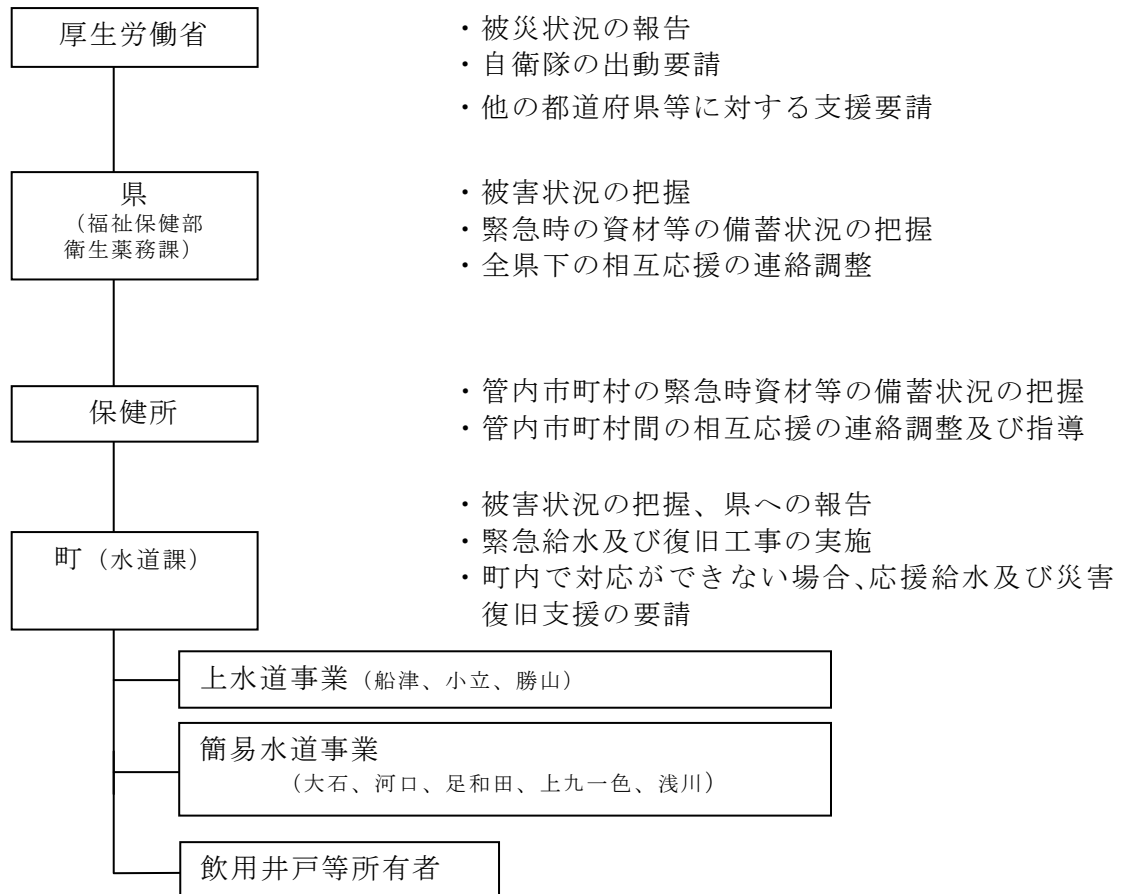 厚生労働省
・被災状況の報告
・自衛隊の出動要請
・他の都道府県等に対する支援要請
県
（福祉保健部
衛生薬務課）
・被害状況の把握
・緊急時の資材等の備蓄状況の把握
・全県下の相互応援の連絡調整
保健所
・管内市町村の緊急時資材等の備蓄状況の把握
・管内市町村間の相互応援の連絡調整及び指導
町（水道課）
・被害状況の把握、県への報告
・緊急給水及び復旧工事の実施
・町内で対応ができない場合、応援給水及び災害
復旧支援の要請
上水道事業（船津、小立、勝山）
簡易水道事業
（大石、河口、足和田、上九一色、浅川）
飲用井戸等所有者